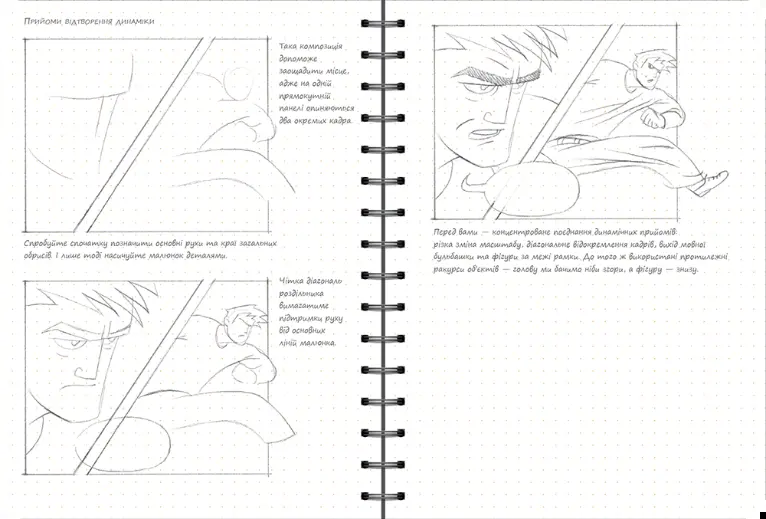 Прийоми відтворення динаміки
Така композиція
допоможе
заощадити місце,
адже на одній
прямокутній
панелі опиняються
два окремих кадра.
Спробуйте спочатку позначити основні рухи та краї загальних
обрисів. І лише тоді насичуйте малюнок деталями.
Чітка діагональ
розділювача
вимагатиме
підтримки руху
від основних
ліній малюнка.
Перед вами — концентроване поєднання динамічних прийомів:
різка зміна масштабу, діагональне відокремлення кадрів, вихід мовної
бульбашки та фігури за межі рамки. До того ж використані протилежні
ракурси об'єктів — голову ми бачимо ніби згори, а фігуру — знизу.